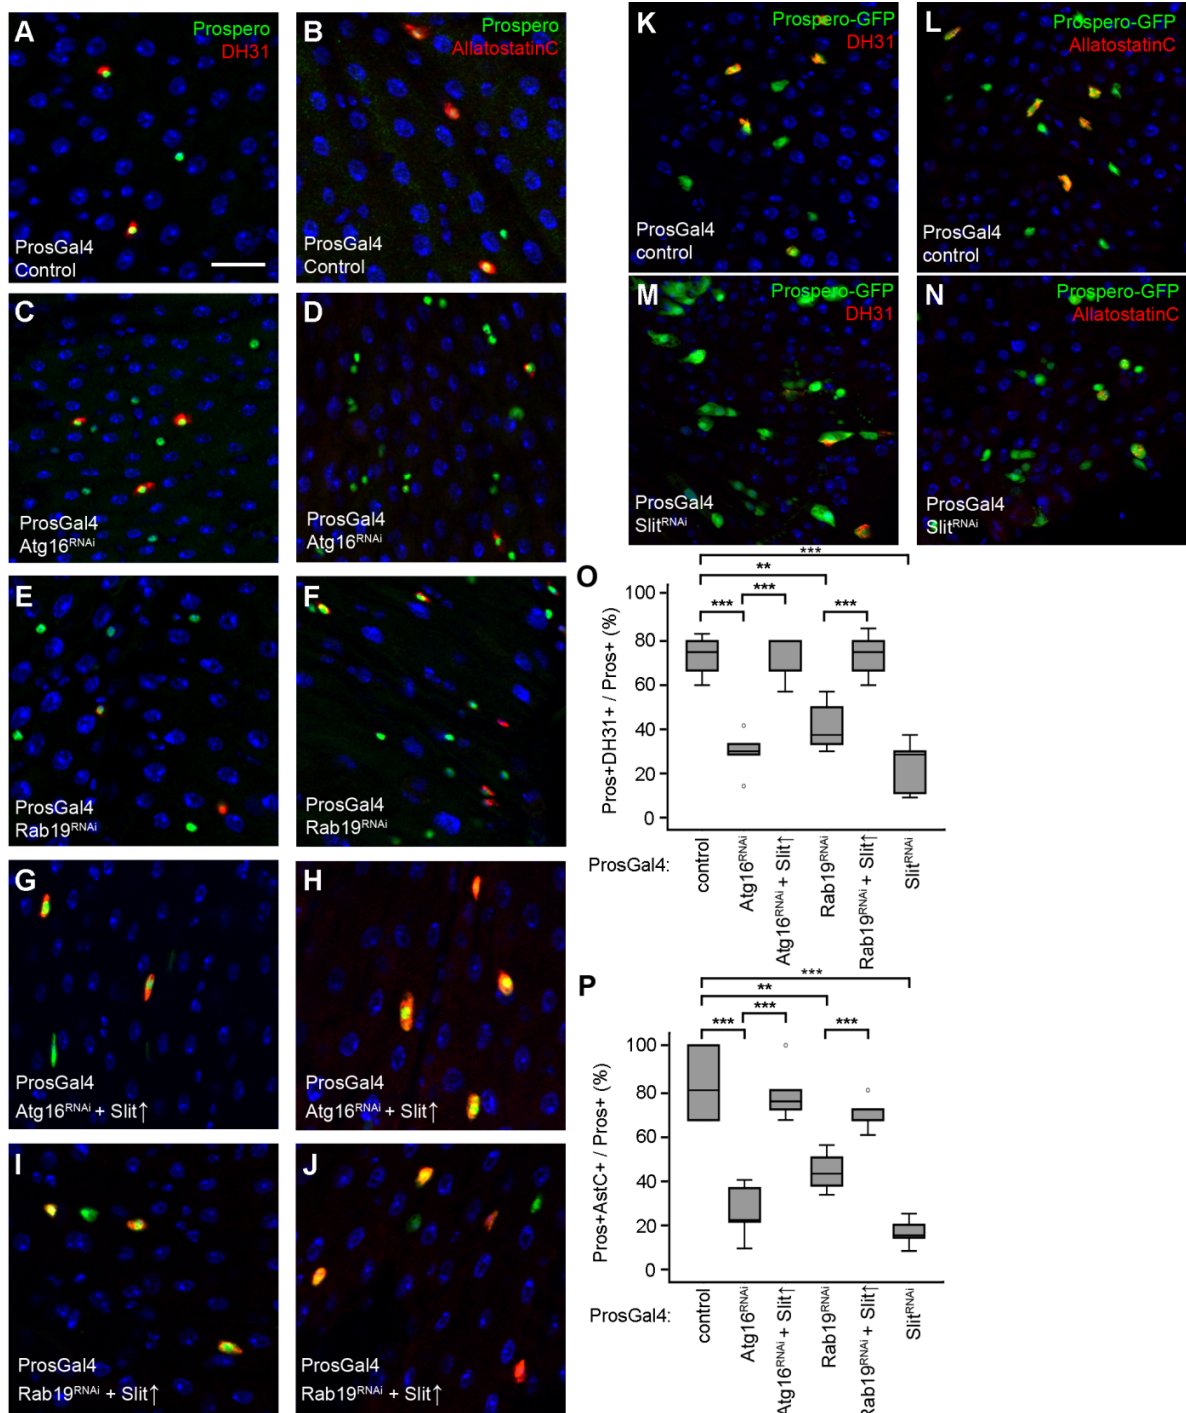 A
Prospero
DH31
ProsGal4
Control
B
Prospero
AllatostatinC
ProsGal4
Control
C
ProsGal4
Atg16RNAi
D
ProsGal4
Atg16RNAi
E
ProsGal4
Rab19RNAi
F
ProsGal4
Rab19RNAi
G
ProsGal4
Atg16RNAi + Slit↑
H
ProsGal4
Atg16RNAi + Slit↑
I
ProsGal4
Rab19RNAi + Slit↑
J
ProsGal4
Rab19RNAi + Slit↑
K
Prospero-GFP
DH31
ProsGal4
control
L
Prospero-GFP
AllatostatinC
ProsGal4
control
M
Prospero-GFP
DH31
ProsGal4
SlitRNAi
N
Prospero-GFP
AllatostatinC
ProsGal4
SlitRNAi
O
***
**
*** *** ***
Pros+DH31+ / Pros+ (%)
100
80
60
40
20
0
ProsGal4:
control
Atg16RNAi
Atg16RNAi + Slit↑
Rab19RNAi
Rab19RNAi + Slit↑
SlitRNAi
P
***
**
*** *** ***
Pros+AstC+ / Pros+ (%)
100
80
60
40
20
0
ProsGal4:
control
Atg16RNAi
Atg16RNAi + Slit↑
Rab19RNAi
Rab19RNAi + Slit↑
SlitRNAi